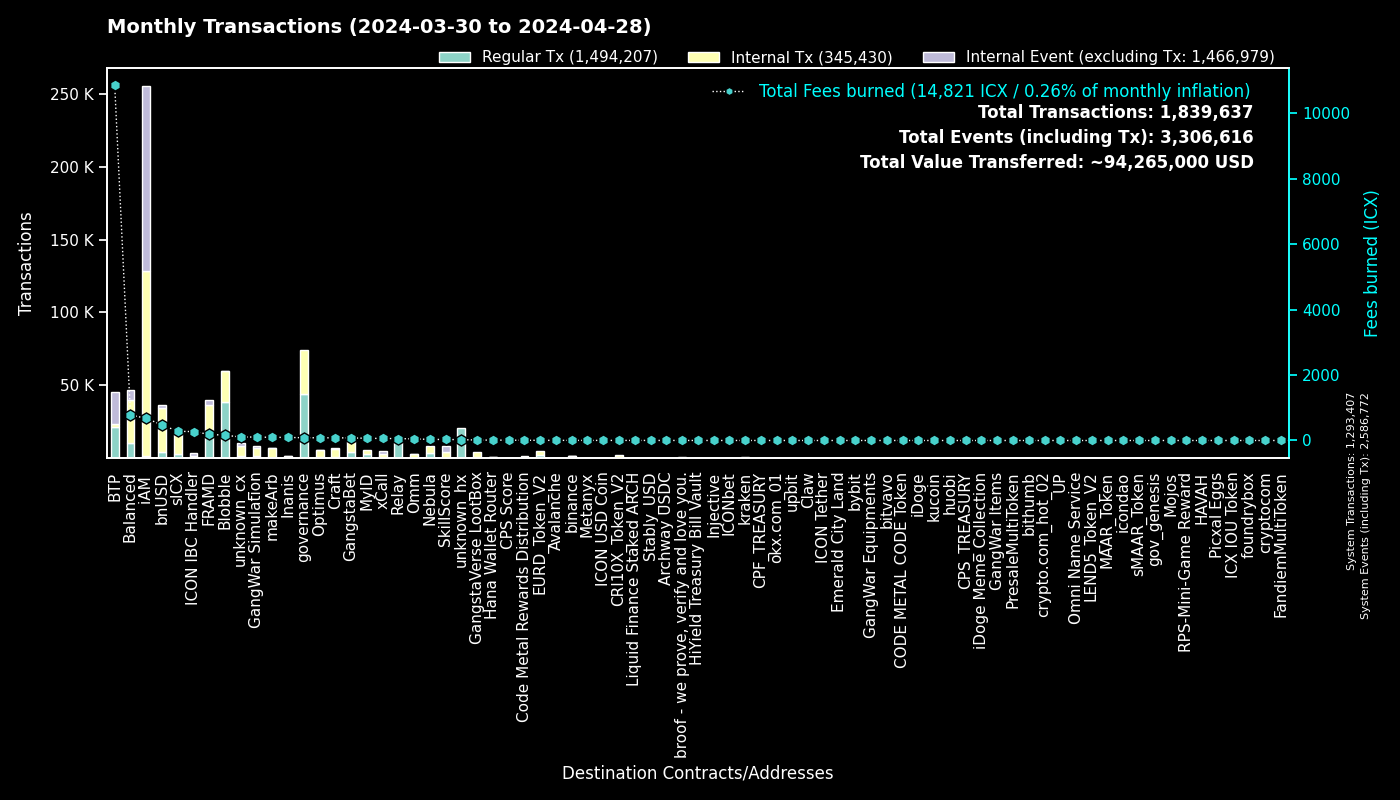 Monthly Transactions (2024-03-30 to 2024-04-28)
Regular Tx (1,494,207)
Internal Tx (345,430)
Internal Event (excluding Tx: 1,466,979)
Total Fees burned (14,821 ICX / 0.26% of monthly inflation)
Total Transactions: 1,839,637
Total Events (including Tx): 3,306,616
Total Value Transferred: ~94,265,000 USD
Transactions
250 K
200 K
150 K
100 K
50 K
10000
8000
6000
4000
2000
0
Fees burned (ICX)
System Transactions: 1,293,407
System Events (including Tx): 2,586,772
BTP
Balanced
iAM
bnUSD
sICX
ICON IBC Handler
FRAMD
Blobble
unknown_cx
GangWar Simulation
makeArb
Inanis
governance
Optimus
Craft
GangstaBet
MyID
xCall
Relay
Omm
Nebula
SkillScore
unknown_hx
GangstaVerse LootBox
Hana Wallet Router
CPS Score
Code Metal Rewards Distribution
EURD_Token_V2
Avalanche
binance
Metanyx
ICON USD Coin
CRI10X_Token_V2
Liquid Finance Staked ARCH
Stably_USD
Archway USDC
broof - we prove, verify and love you.
HiYield Treasury Bill Vault
Injective
ICONbet
kraken
CPF_TREASURY
okx.com_01
upbit
Claw
ICON Tether
Emerald City Land
bybit
GangWar Equipments
bitvavo
CODE METAL CODE Token
iDoge
kucoin
huobi
CPS_TREASURY
iDoge Meme Collection
GangWar Items
PresaleMultiToken
bithumb
crypto.com_hot_02
UP
Omni Name Service
LEND5_Token_V2
MAAR_Token
icondao
sMAAR_Token
gov_genesis
Mojos
RPS-Mini-Game Reward
HAVAH
Picxal Eggs
ICX IOU Token
foundrybox
cryptocom
FandiemMultiToken
Destination Contracts/Addresses